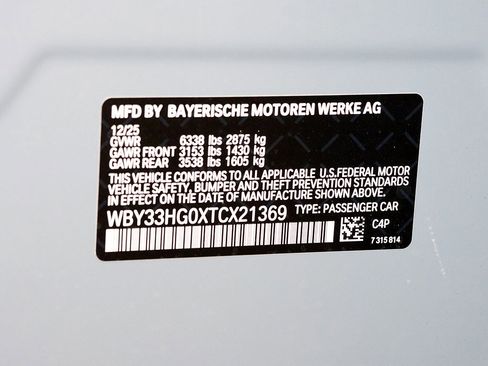 MFD BY BAYERISCHE MOTOREN WERKE AG
12/25
GVWR 6338 lbs 2875 kg
GAWR FRONT 3153 lbs 1430 kg
GAWR REAR 3538 lbs 1605 kg
THIS VEHICLE CONFORMS TO ALL APPLICABLE U.S.FEDERAL MOTOR
VEHICLE SAFETY, BUMPER AND THEFT PREVENTION STANDARDS
IN EFFECT ON THE DATE OF MANUFACTURE SHOWN ABOVE.
WBY33HG0XTCX21369 TYPE: PASSENGER CAR
C4P
7 315 814